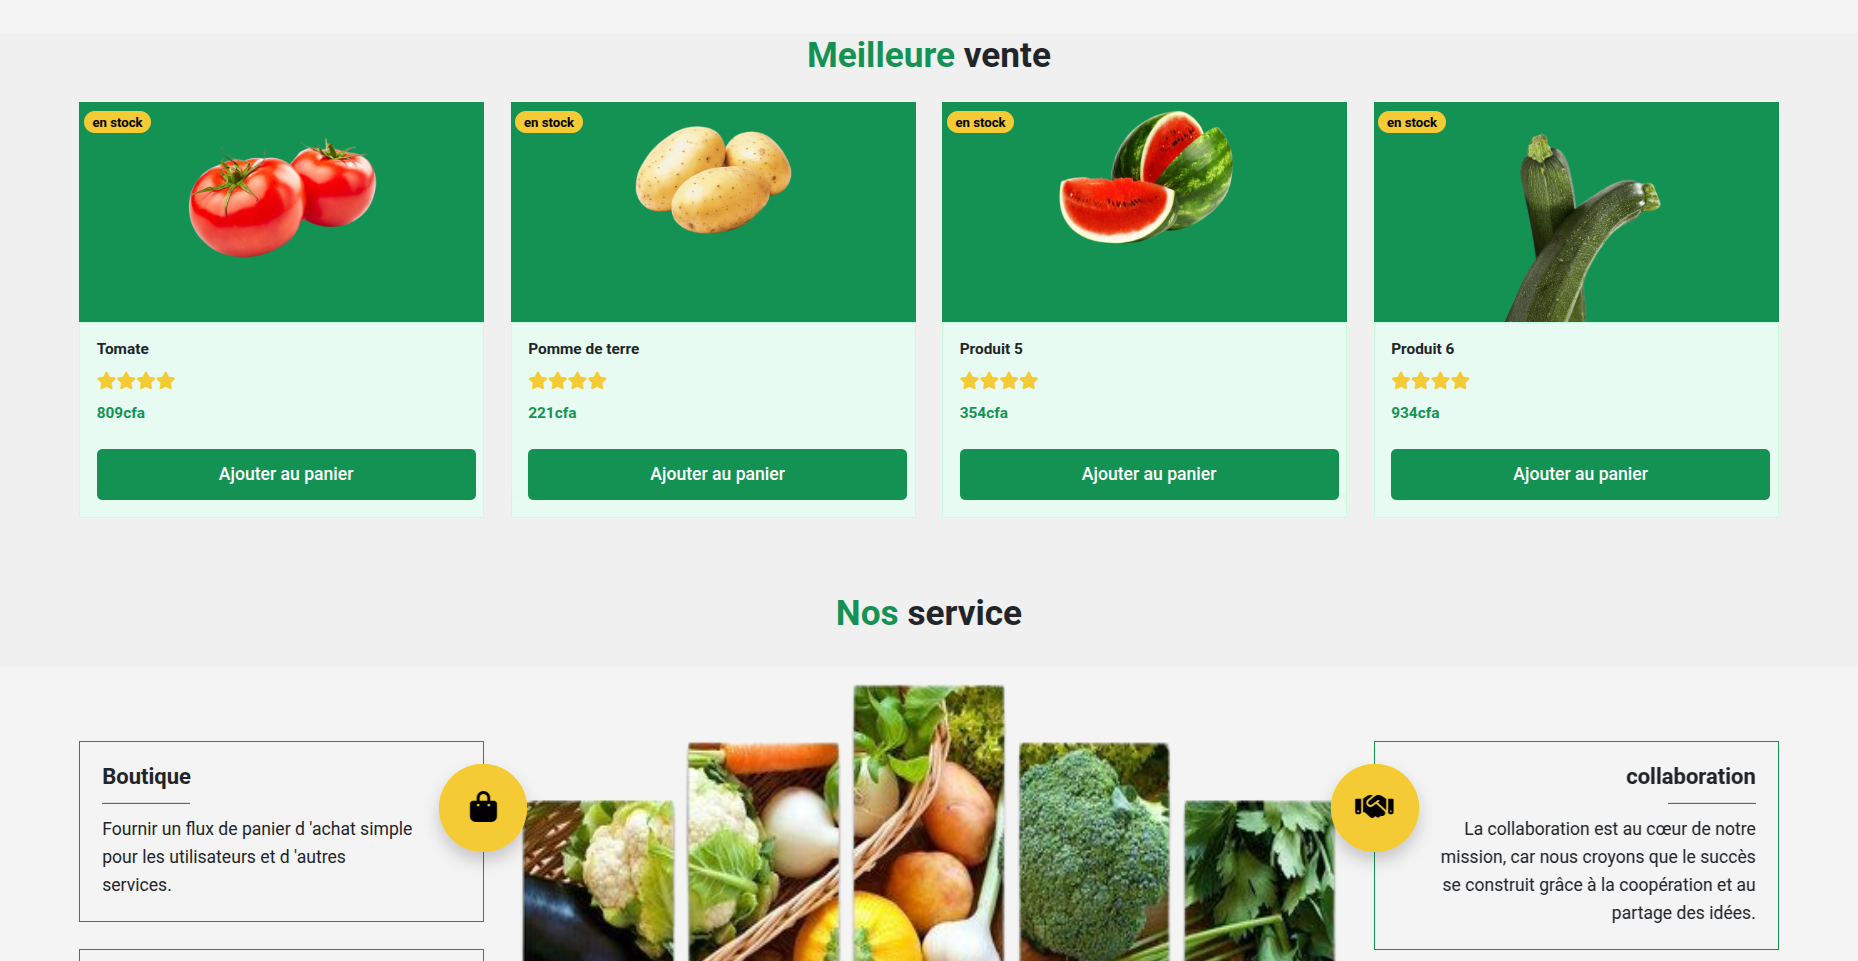 Meilleure vente
en stock
en stock
en stock
en stock
Tomate
Pomme de terre
Produit 5
Produit 6
809cfa
221cfa
354cfa
934cfa
Ajouter au panier
Ajouter au panier
Ajouter au panier
Ajouter au panier
Nos service
Boutique
Fournir un flux de panier d 'achat simple
pour les utilisateurs et d 'autres
services.
collaboration
La collaboration est au cœur de notre
mission, car nous croyons que le succès
se construit grâce à la coopération et au
partage des idées.